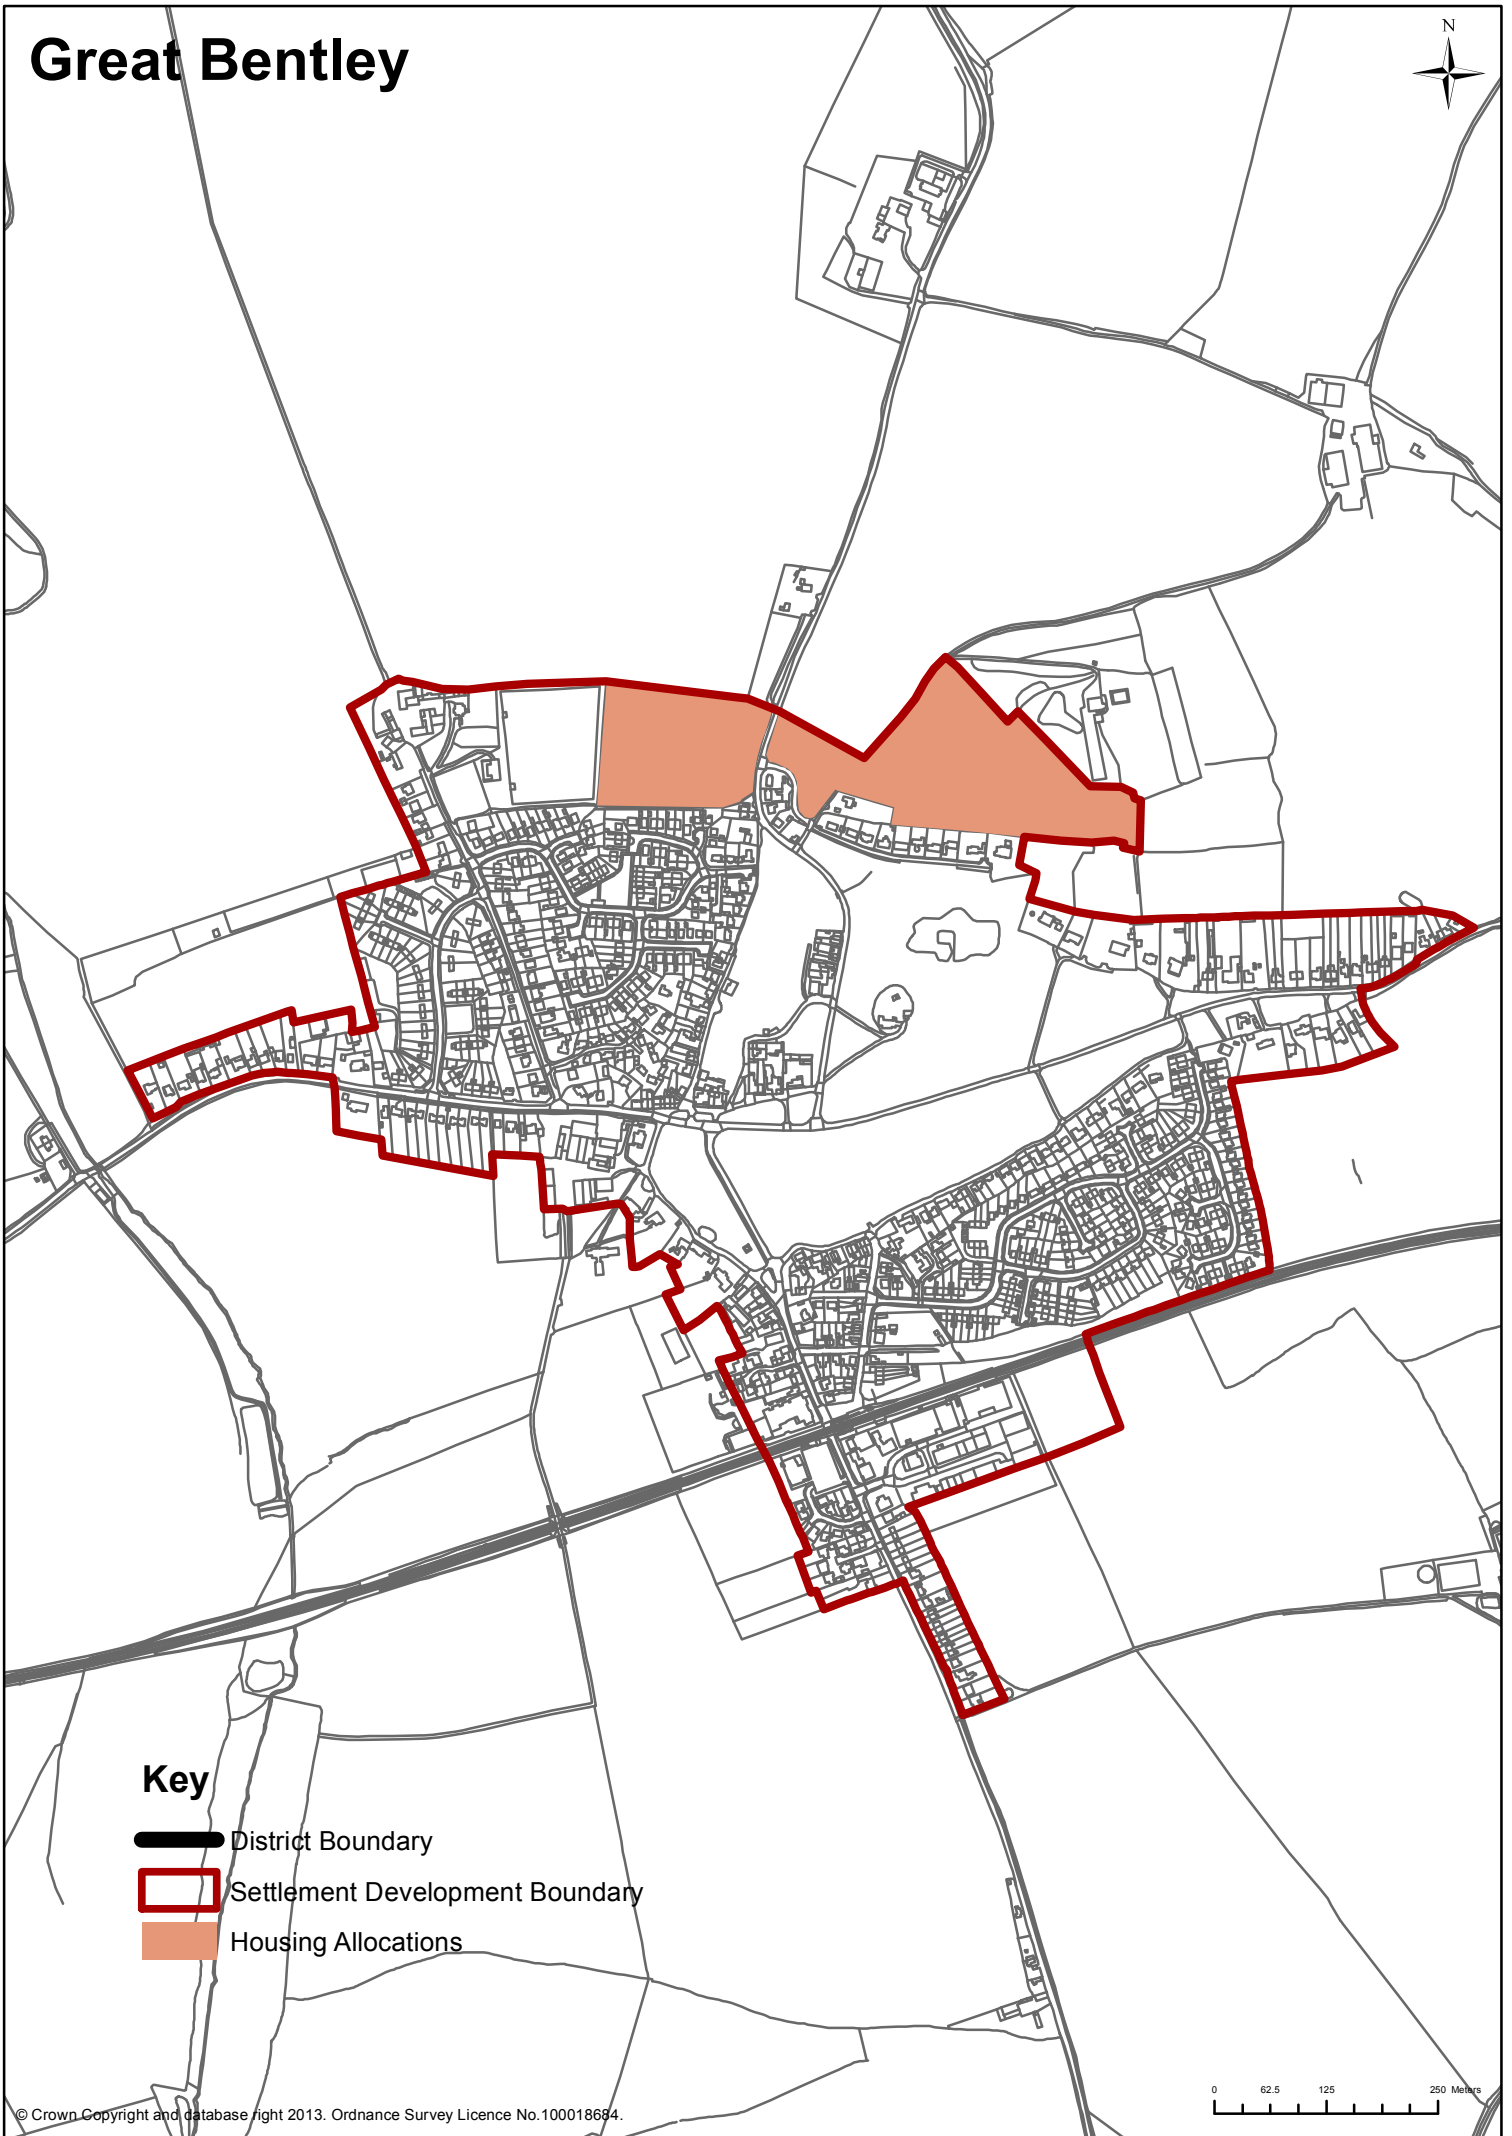 Great Bentley
N
Key
District Boundary
Settlement Development Boundary
Housing Allocations
0 62.5 125 250 Meters
© Crown Copyright and database right 2013. Ordnance Survey Licence No.100018684.